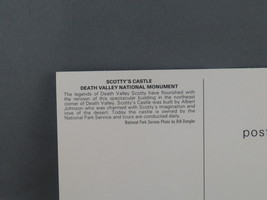 SCOTTY'S CASTLE
DEATH VALLEY NATIONAL MONUMENT
The legends of Death Valley Scotty have flourished with
the version of this spectacular building in the northeast
corner of Death Valley. Scotty's Castle was built by Albert
Johnson who was charmed with Scotty's imagination and
love of the desert. Today the castle is owned by the
National Park Service and tours are conducted daily.
National Park Service Photo by Bill Dengler
post